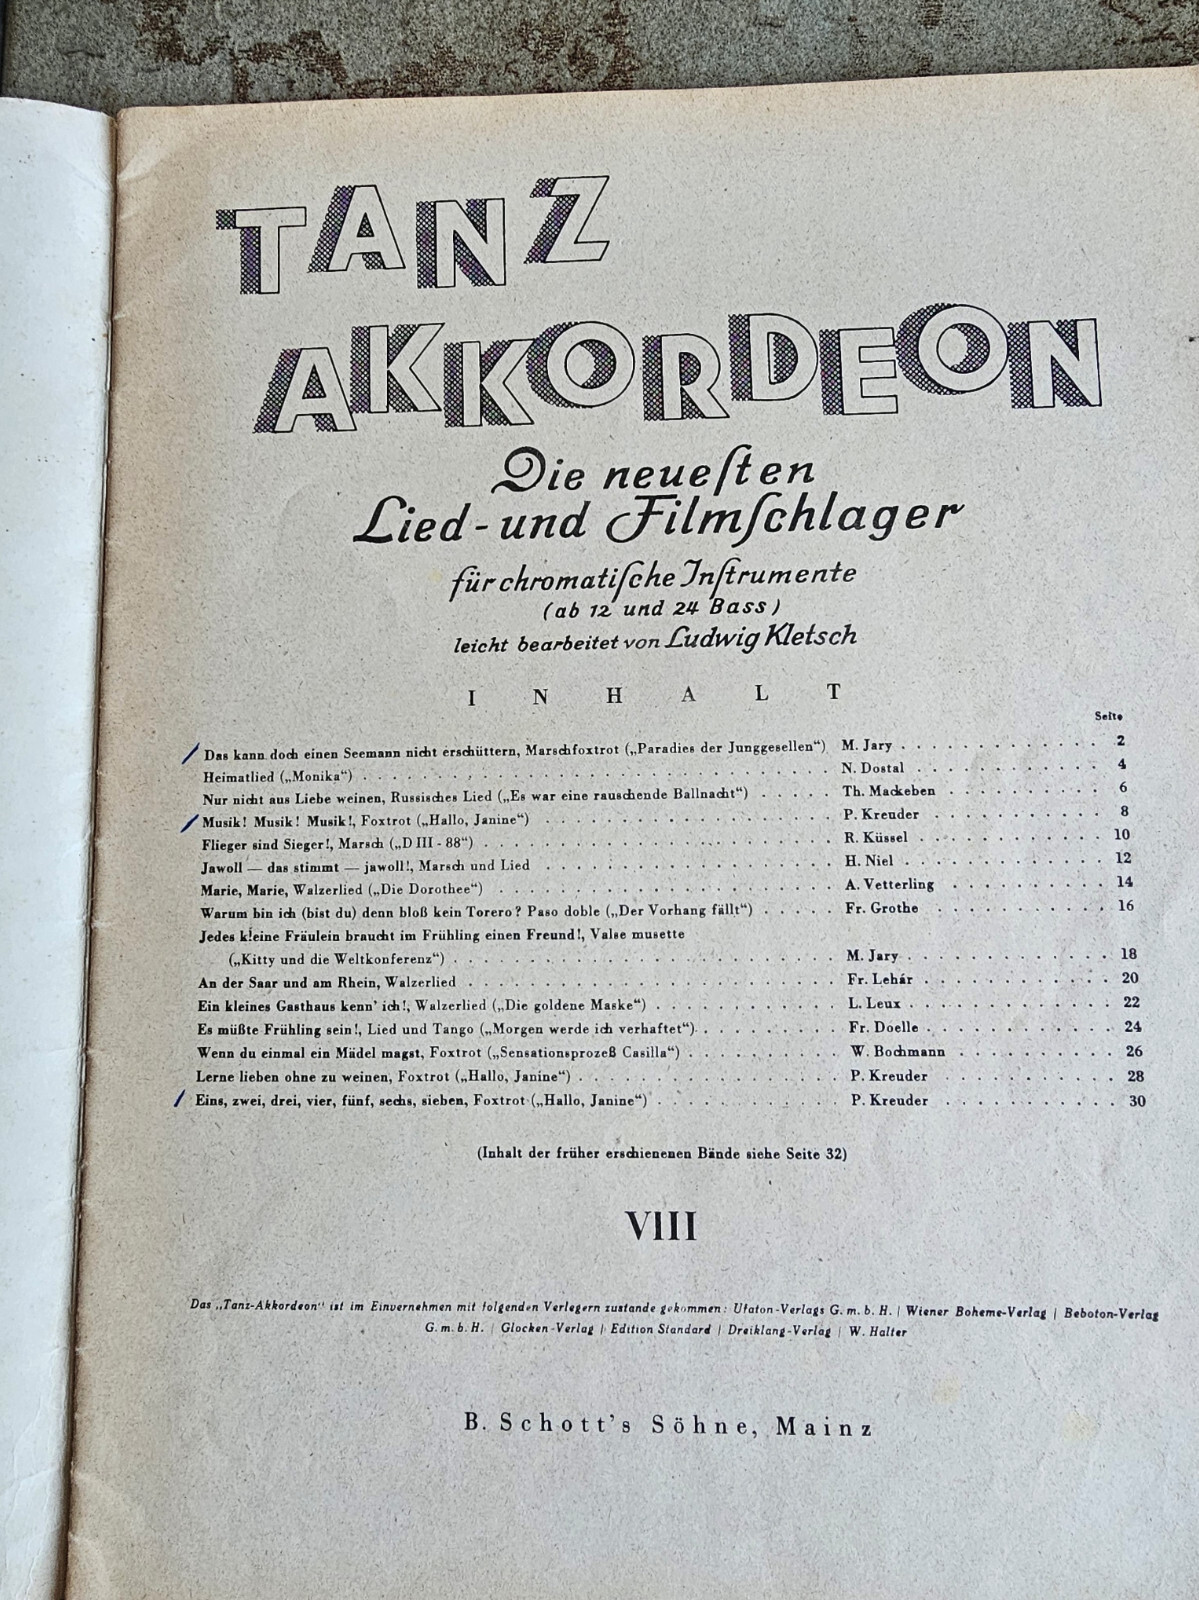 TANZ
AKKORDEON
Die neueſten
Lied - und Filmſchlager
für chromatiſche Inſtrumente
(ab 12 und 24 Bass)
leicht bearbeitet von Ludwig Kletsch
INHALT
Seite
Das kann doch einen Seemann nicht erschüttern, Marschfoxtrot („Paradies der Junggesellen“) M. Jary . . . . . . . . . . . . . 2
Heimatlied („Monika“) . . . . . . . . . . . . . N. Dostal . . . . . . . . . . . . 4
Nur nicht aus Liebe weinen, Russisches Lied („Es war eine rauschende Ballnacht“) . . . . . Th. Mackeben . . . . . . . . . . 6
Musik! Musik! Musik!, Foxtrot („Hallo, Janine“) . . . . . . . . . . . . . P. Kreuder . . . . . . . . . . . 8
Flieger sind Sieger!, Marsch („D III - 88“) . . . . . . . . . . . . . R. Küssel . . . . . . . . . . . . 10
Jawoll — das stimmt — jawoll!, Marsch und Lied . . . . . . . . . . . . . H. Niel . . . . . . . . . . . . . 12
Marie, Marie, Walzerlied („Die Dorothee“) . . . . . . . . . . . . . A. Vetterling . . . . . . . . . . 14
Warum bin ich (bist du) denn bloß kein Torero? Paso doble („Der Vorhang fällt“) . . . . . Fr. Grothe . . . . . . . . . . . 16
Jedes kleine Fräulein braucht im Frühling einen Freund!, Valse musette
(„Kitty und die Weltkonferenz“) . . . . . . . . . . . . . M. Jary . . . . . . . . . . . . . 18
An der Saar und am Rhein, Walzerlied . . . . . . . . . . . . . Fr. Lehár . . . . . . . . . . . . 20
Ein kleines Gasthaus kenn’ ich!, Walzerlied („Die goldene Maske“) . . . . . . . . . . L. Leux . . . . . . . . . . . . . 22
Es müßte Frühling sein!, Lied und Tango („Morgen werde ich verhaftet“) . . . . . . . . Fr. Doelle . . . . . . . . . . . . 24
Wenn du einmal ein Mädel magst, Foxtrot („Sensationsprozeß Casilla“) . . . . . . . . . W. Bochmann . . . . . . . . . . 26
Lerne lieben ohne zu weinen, Foxtrot („Hallo, Janine“) . . . . . . . . . . . . . P. Kreuder . . . . . . . . . . . 28
Eins, zwei, drei, vier, fünf, sechs, sieben, Foxtrot („Hallo, Janine“) . . . . . . . . . . P. Kreuder . . . . . . . . . . . 30
(Inhalt der früher erschienenen Bände siehe Seite 32)
VIII
Das „Tanz-Akkordeon“ ist im Einvernehmen mit folgenden Verlegern zustande gekommen: Ufaton-Verlags G. m. b. H. | Wiener Boheme-Verlag | Beboton-Verlag
G. m. b. H. | Glocken-Verlag | Edition Standard | Dreiklang-Verlag | W. Halter
B. Schott’s Söhne, Mainz